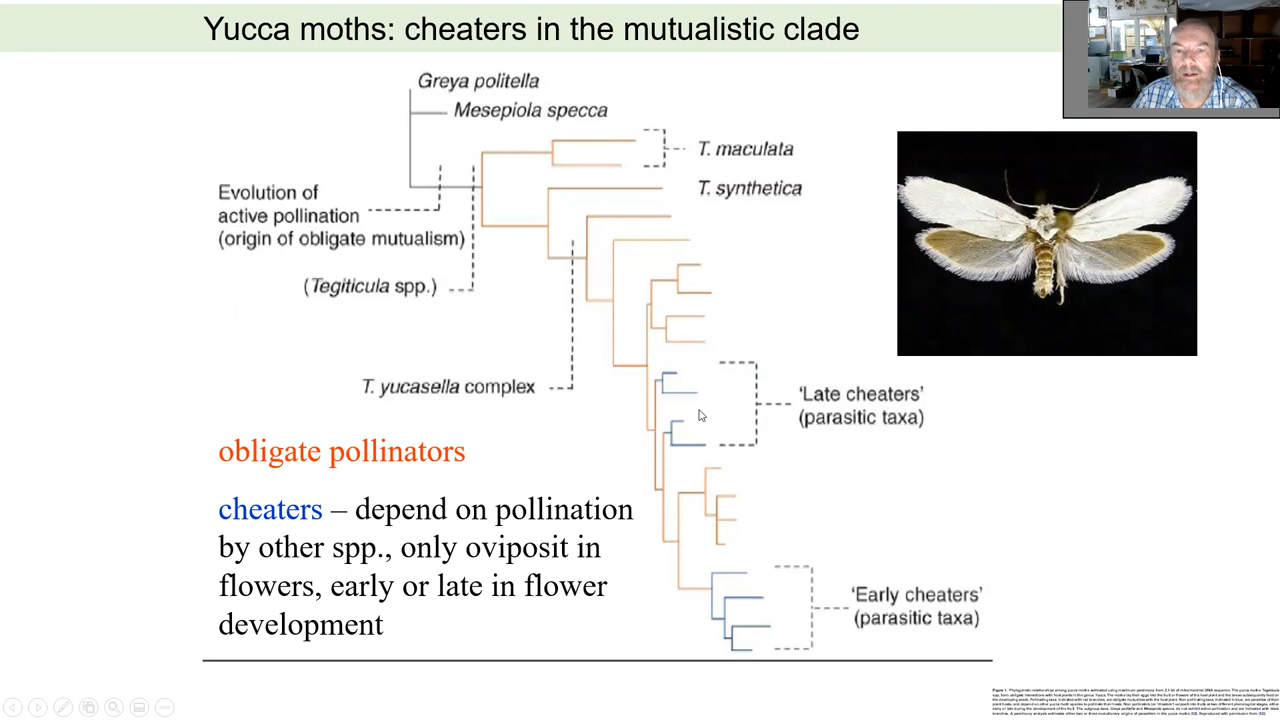 Yucca moths: cheaters in the mutualistic clade
Greya politella
Mesepiola specca
T. maculata
T. synthetica
Evolution of
active pollination
(origin of obligate mutualism)
(Tegiticula spp.)
T. yucasella complex
'Late cheaters'
(parasitic taxa)
obligate pollinators
cheaters – depend on pollination
by other spp., only oviposit in
flowers, early or late in flower
development
'Early cheaters'
(parasitic taxa)